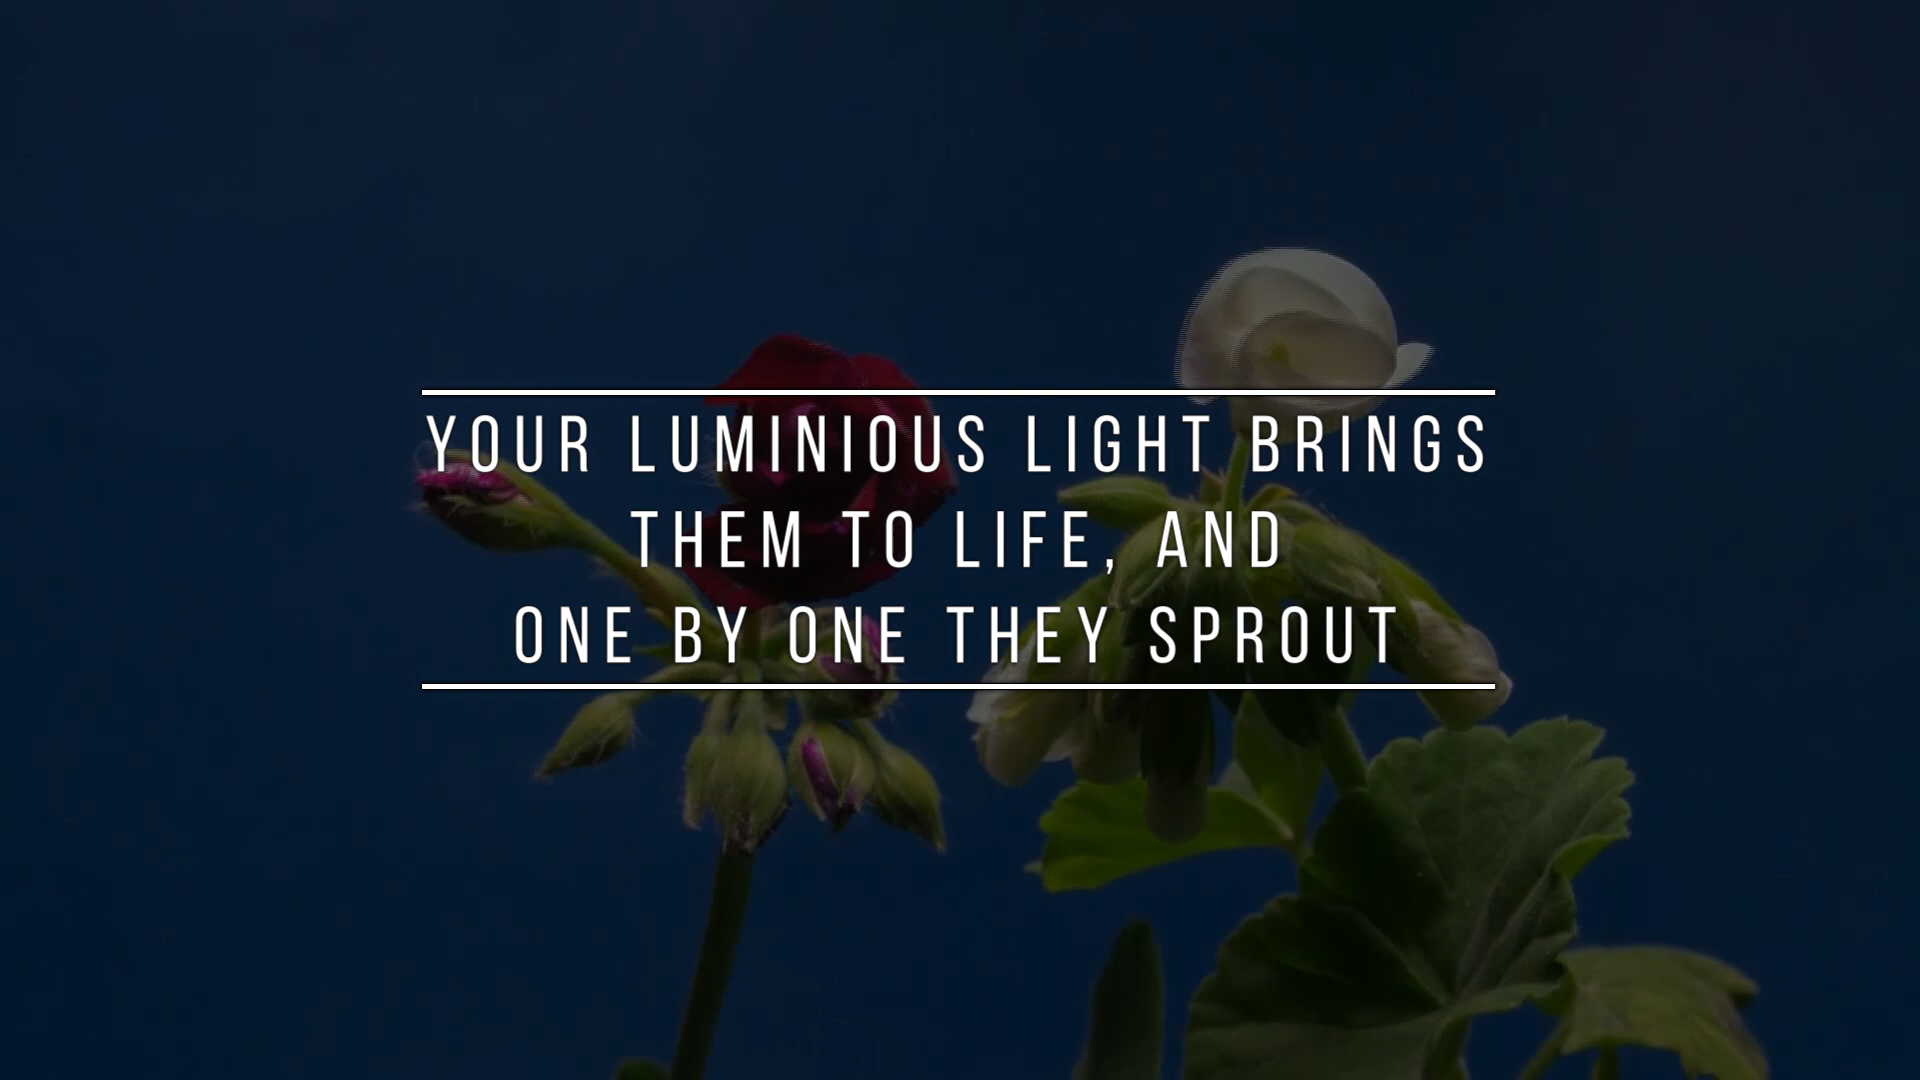 YOUR LUMINIOUS LIGHT BRINGS
THEM TO LIFE, AND
ONE BY ONE THEY SPROUT